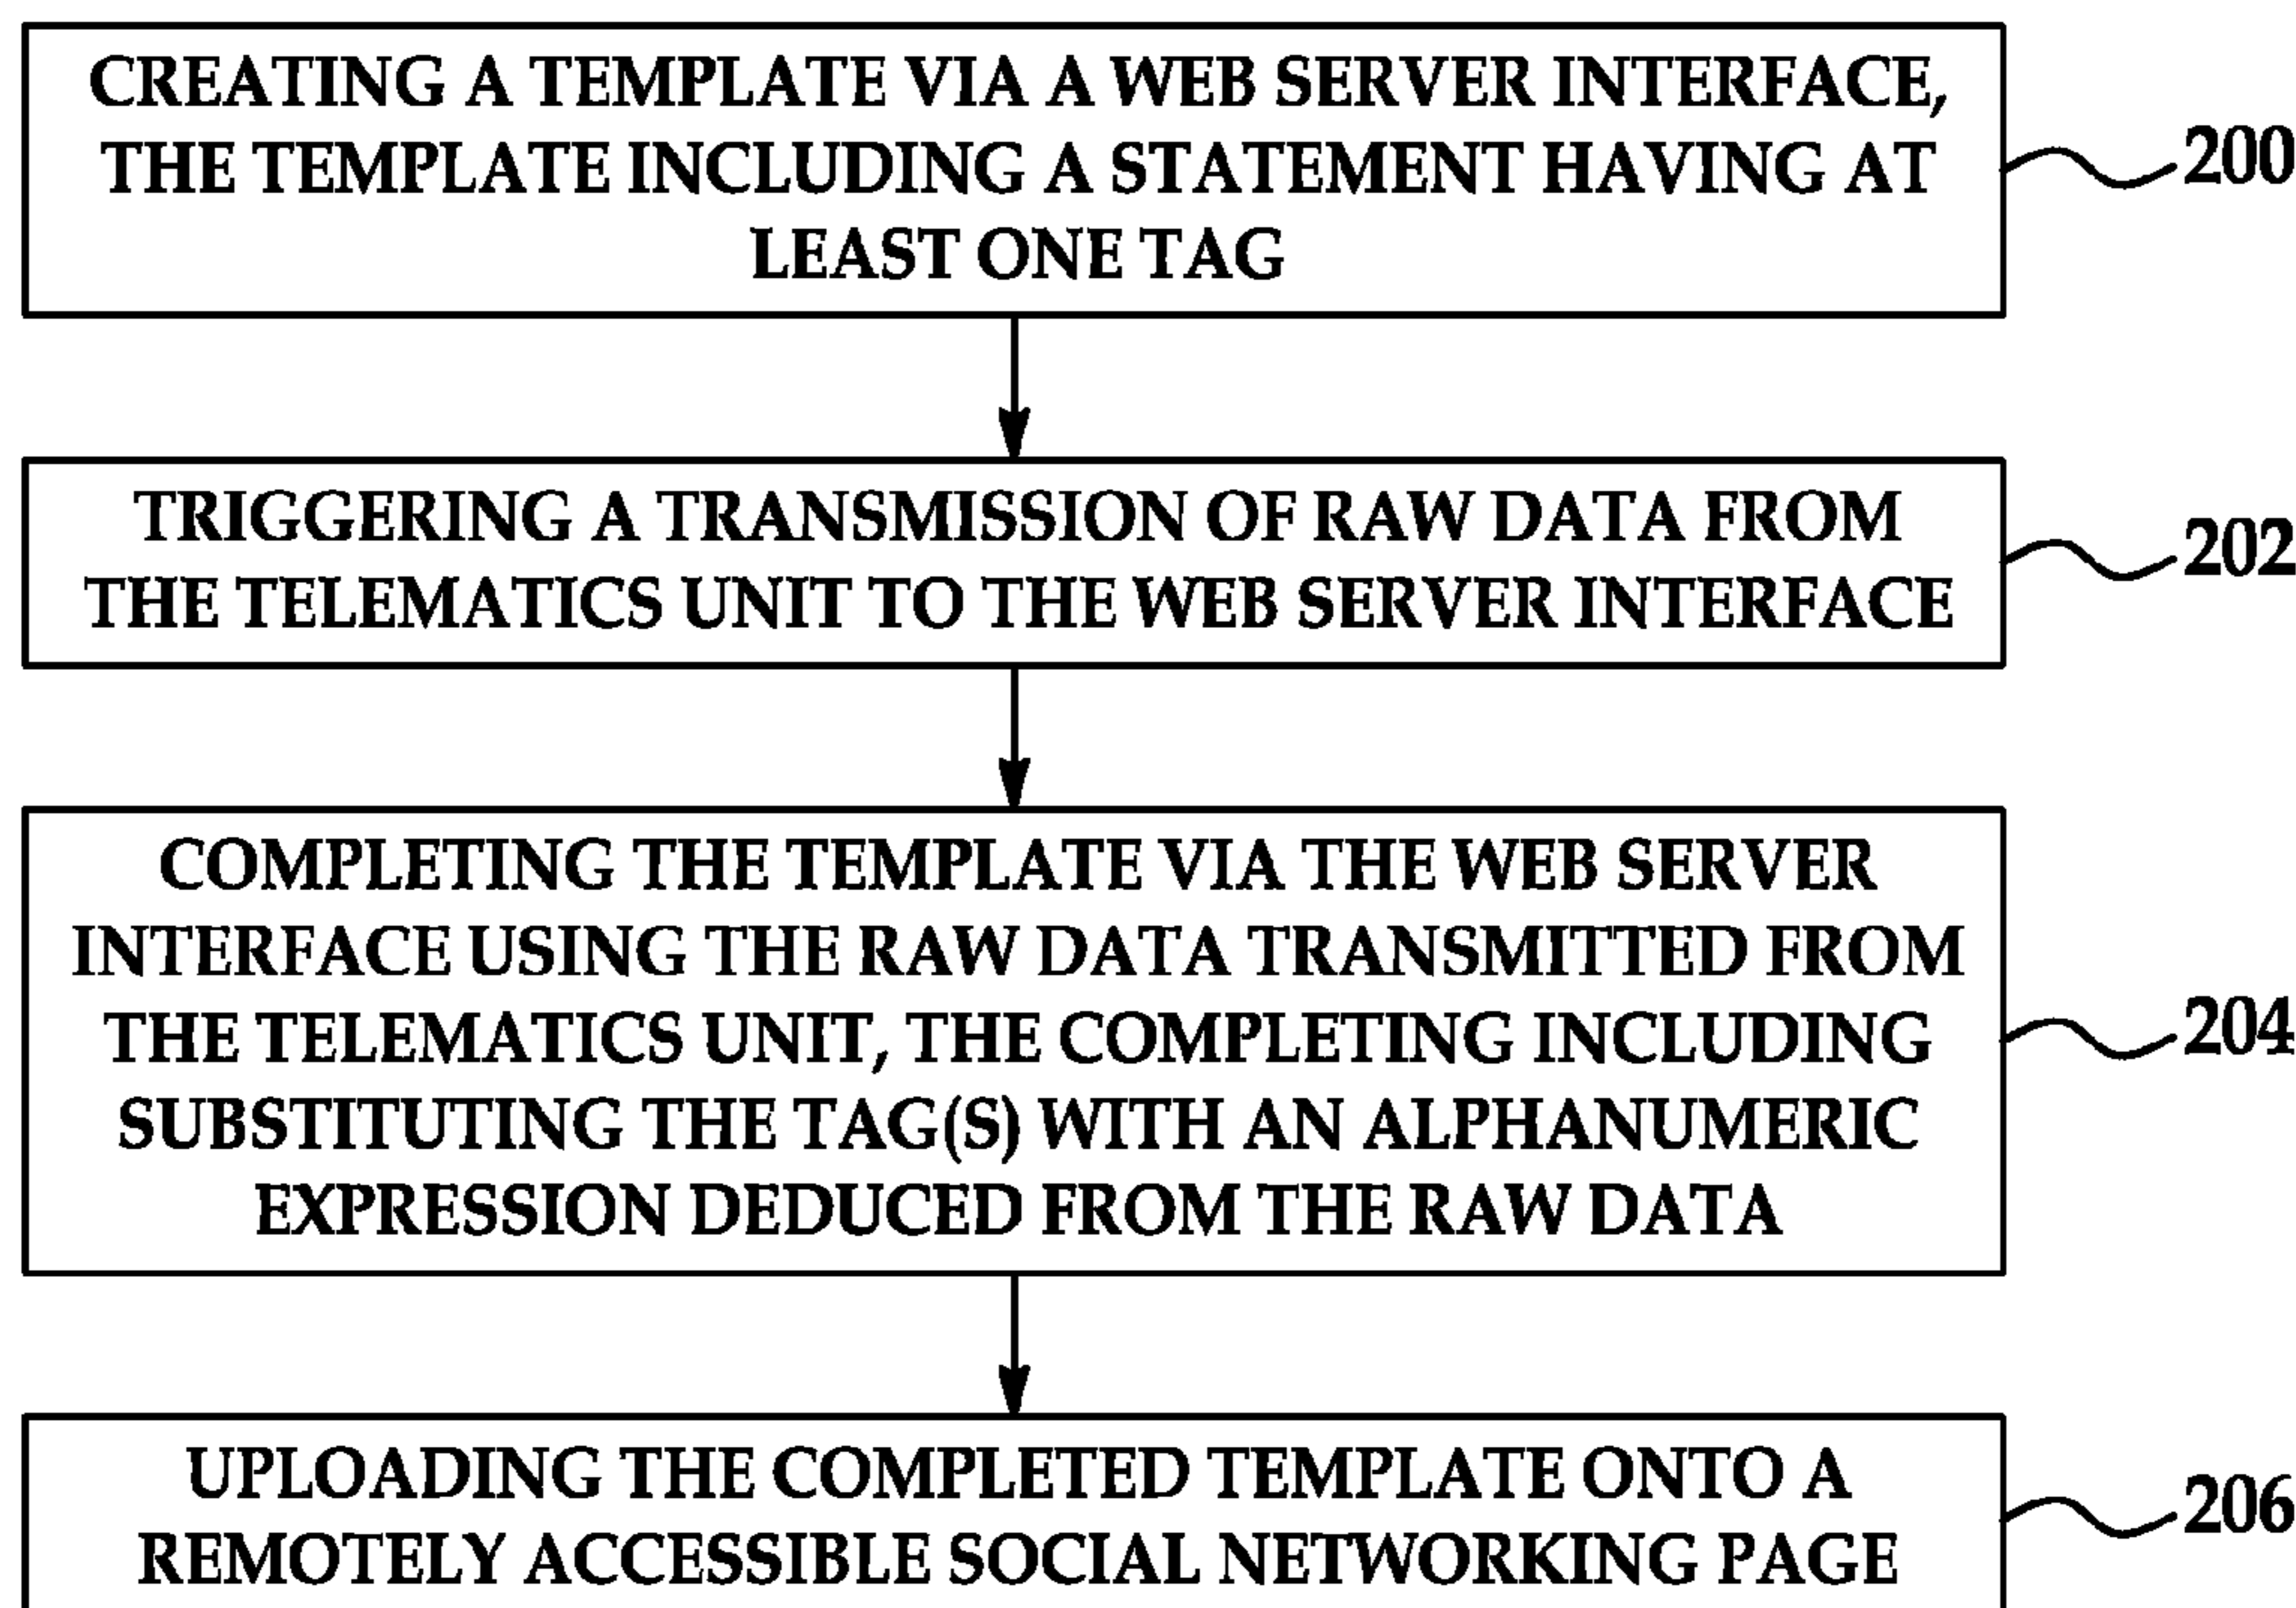 CREATING A TEMPLATE VIA A WEB SERVER INTERFACE,
THE TEMPLATE INCLUDING A STATEMENT HAVING AT
LEAST ONE TAG
200
TRIGGERING A TRANSMISSION OF RAW DATA FROM
THE TELEMATICS UNIT TO THE WEB SERVER INTERFACE
202
COMPLETING THE TEMPLATE VIA THE WEB SERVER
INTERFACE USING THE RAW DATA TRANSMITTED FROM
THE TELEMATICS UNIT, THE COMPLETING INCLUDING
SUBSTITUTING THE TAG(S) WITH AN ALPHANUMERIC
EXPRESSION DEDUCED FROM THE RAW DATA
204
UPLOADING THE COMPLETED TEMPLATE ONTO A
REMOTELY ACCESSIBLE SOCIAL NETWORKING PAGE
206